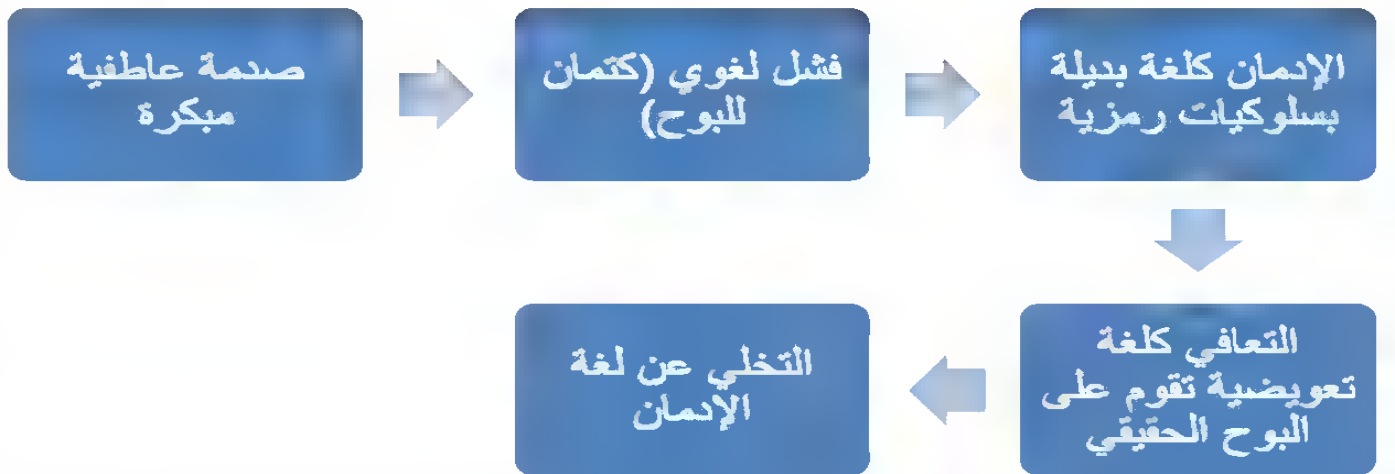 صدمة عاطفية
مبكرة
فشل لغوي (كتمان
للبوح)
الإدمان كلغة بديلة
بسلوكيات رمزية
التعافي كلغة
تعويضية تقوم على
البوح الحقيقي
التخلي عن لغة
الإدمان